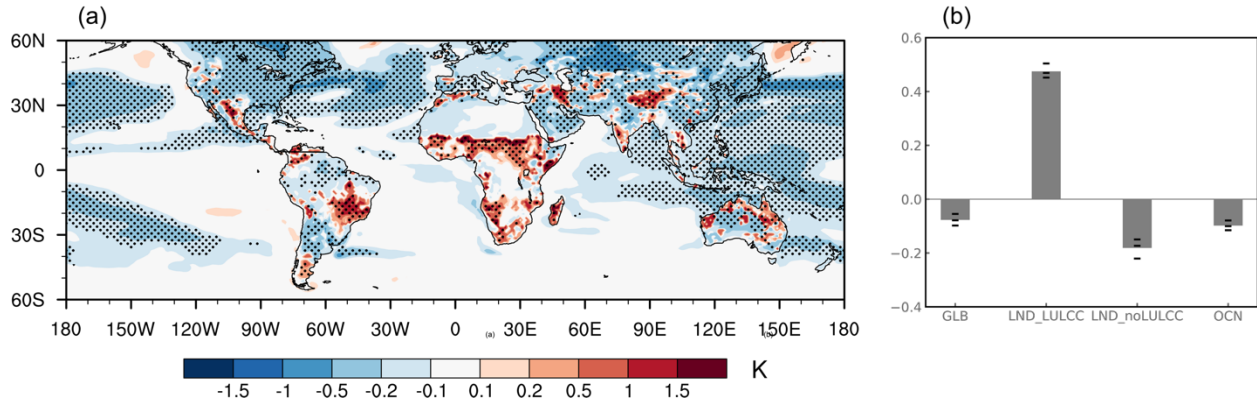 (a)
60N
30N
0
30S
60S
180 150W 120W 90W 60W 30W 0 30E 60E 90E 120E 150E 180
(a) (b)
-1.5 -1 -0.5 -0.2 -0.1 0.1 0.2 0.5 1 1.5
K
(b)
0.6
0.4
0.2
0.0
−0.2
−0.4
GLB LND_LULCC LND_noLULCC OCN